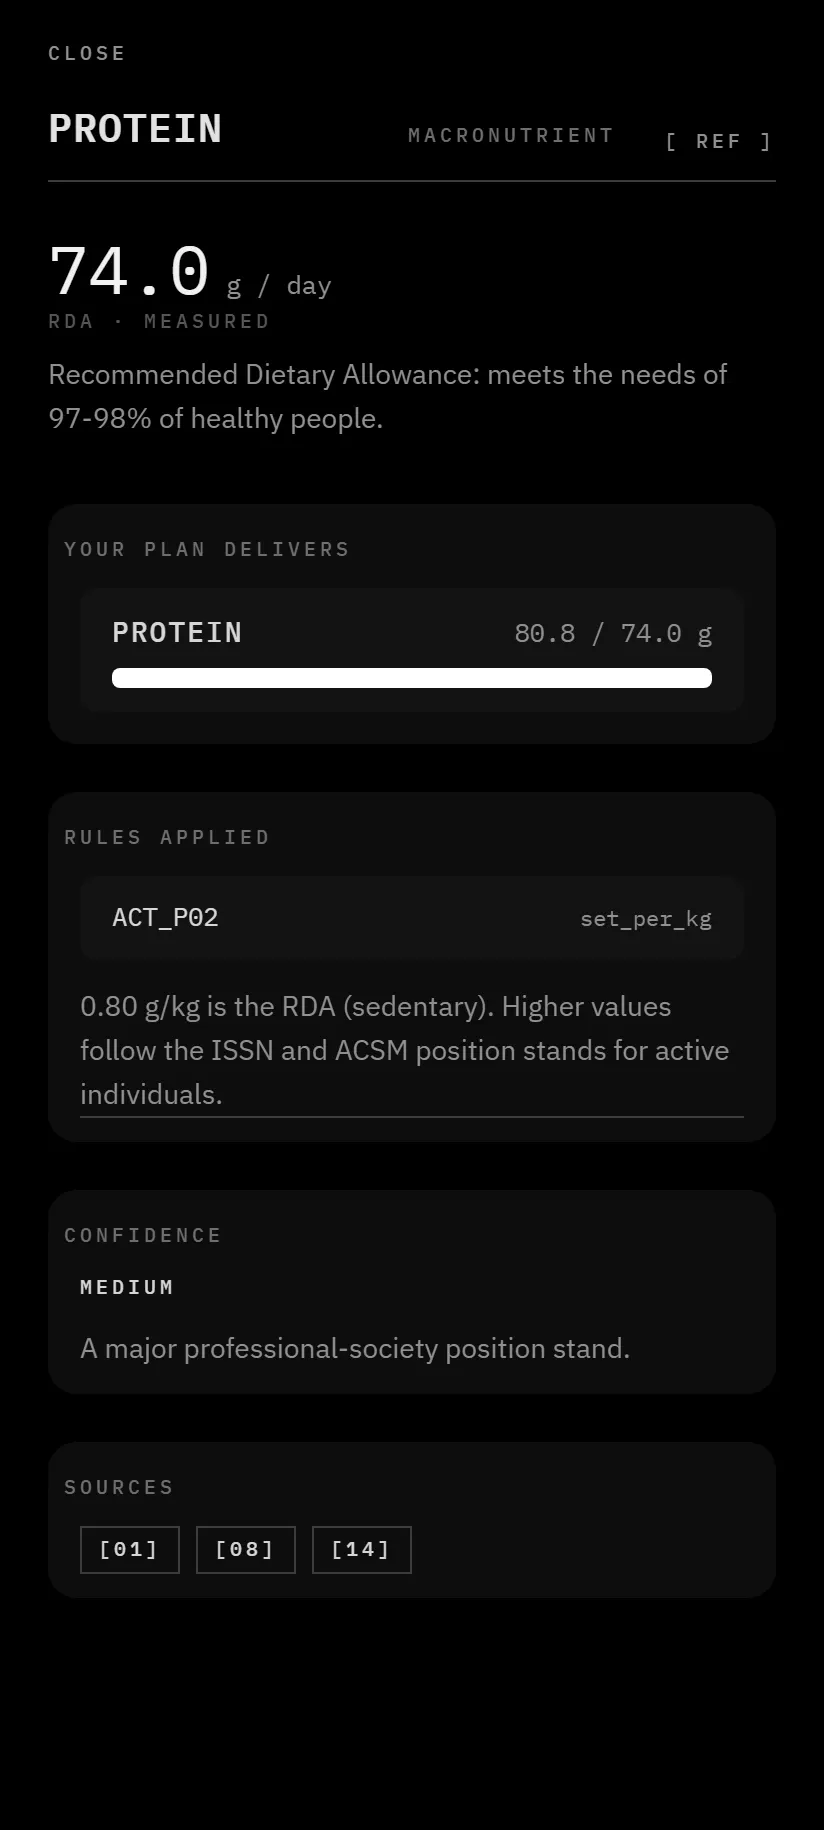 CLOSE
PROTEIN MACRONUTRIENT [ REF ]
74.0 g / day
RDA · MEASURED
Recommended Dietary Allowance: meets the needs of
97-98% of healthy people.
YOUR PLAN DELIVERS
PROTEIN 80.8 / 74.0 g
RULES APPLIED
ACT_P02 set_per_kg
0.80 g/kg is the RDA (sedentary). Higher values
follow the ISSN and ACSM position stands for active
individuals.
CONFIDENCE
MEDIUM
A major professional-society position stand.
SOURCES
[01] [08] [14]